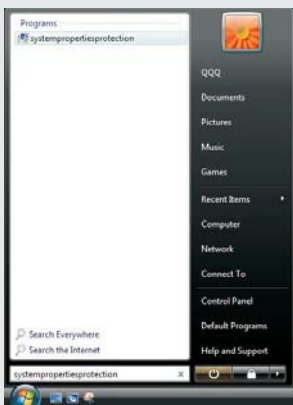 Programs
systempropertiesprotection
Search Everywhere
Search the Internet
systempropertiesprotection
QQQ
Documents
Pictures
Music
Games
Recent Items
Computer
Network
Connect To
Control Panel
Default Programs
Help and Support